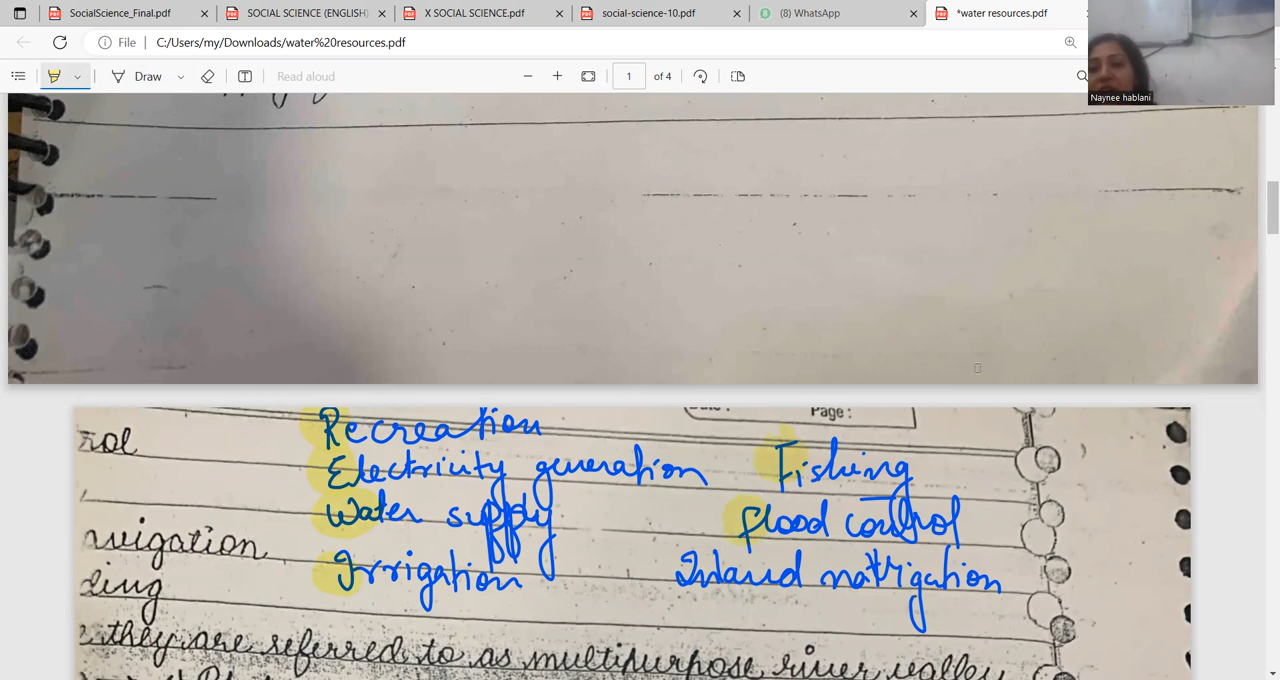 SocialScience_Final.pdf
SOCIAL SCIENCE (ENGLISH)
X SOCIAL SCIENCE.pdf
social-science-10.pdf
(8) WhatsApp
*water resources.pdf
File
C:/Users/my/Downloads/water%20resources.pdf
Draw
Read aloud
1 of 4
Naynee hablani
Page :
Recreation
Electricity generation Fishing
Water supply flood control
avigation
Irrigation Inland navigation
ding
they are referred to as multipurpose river valley